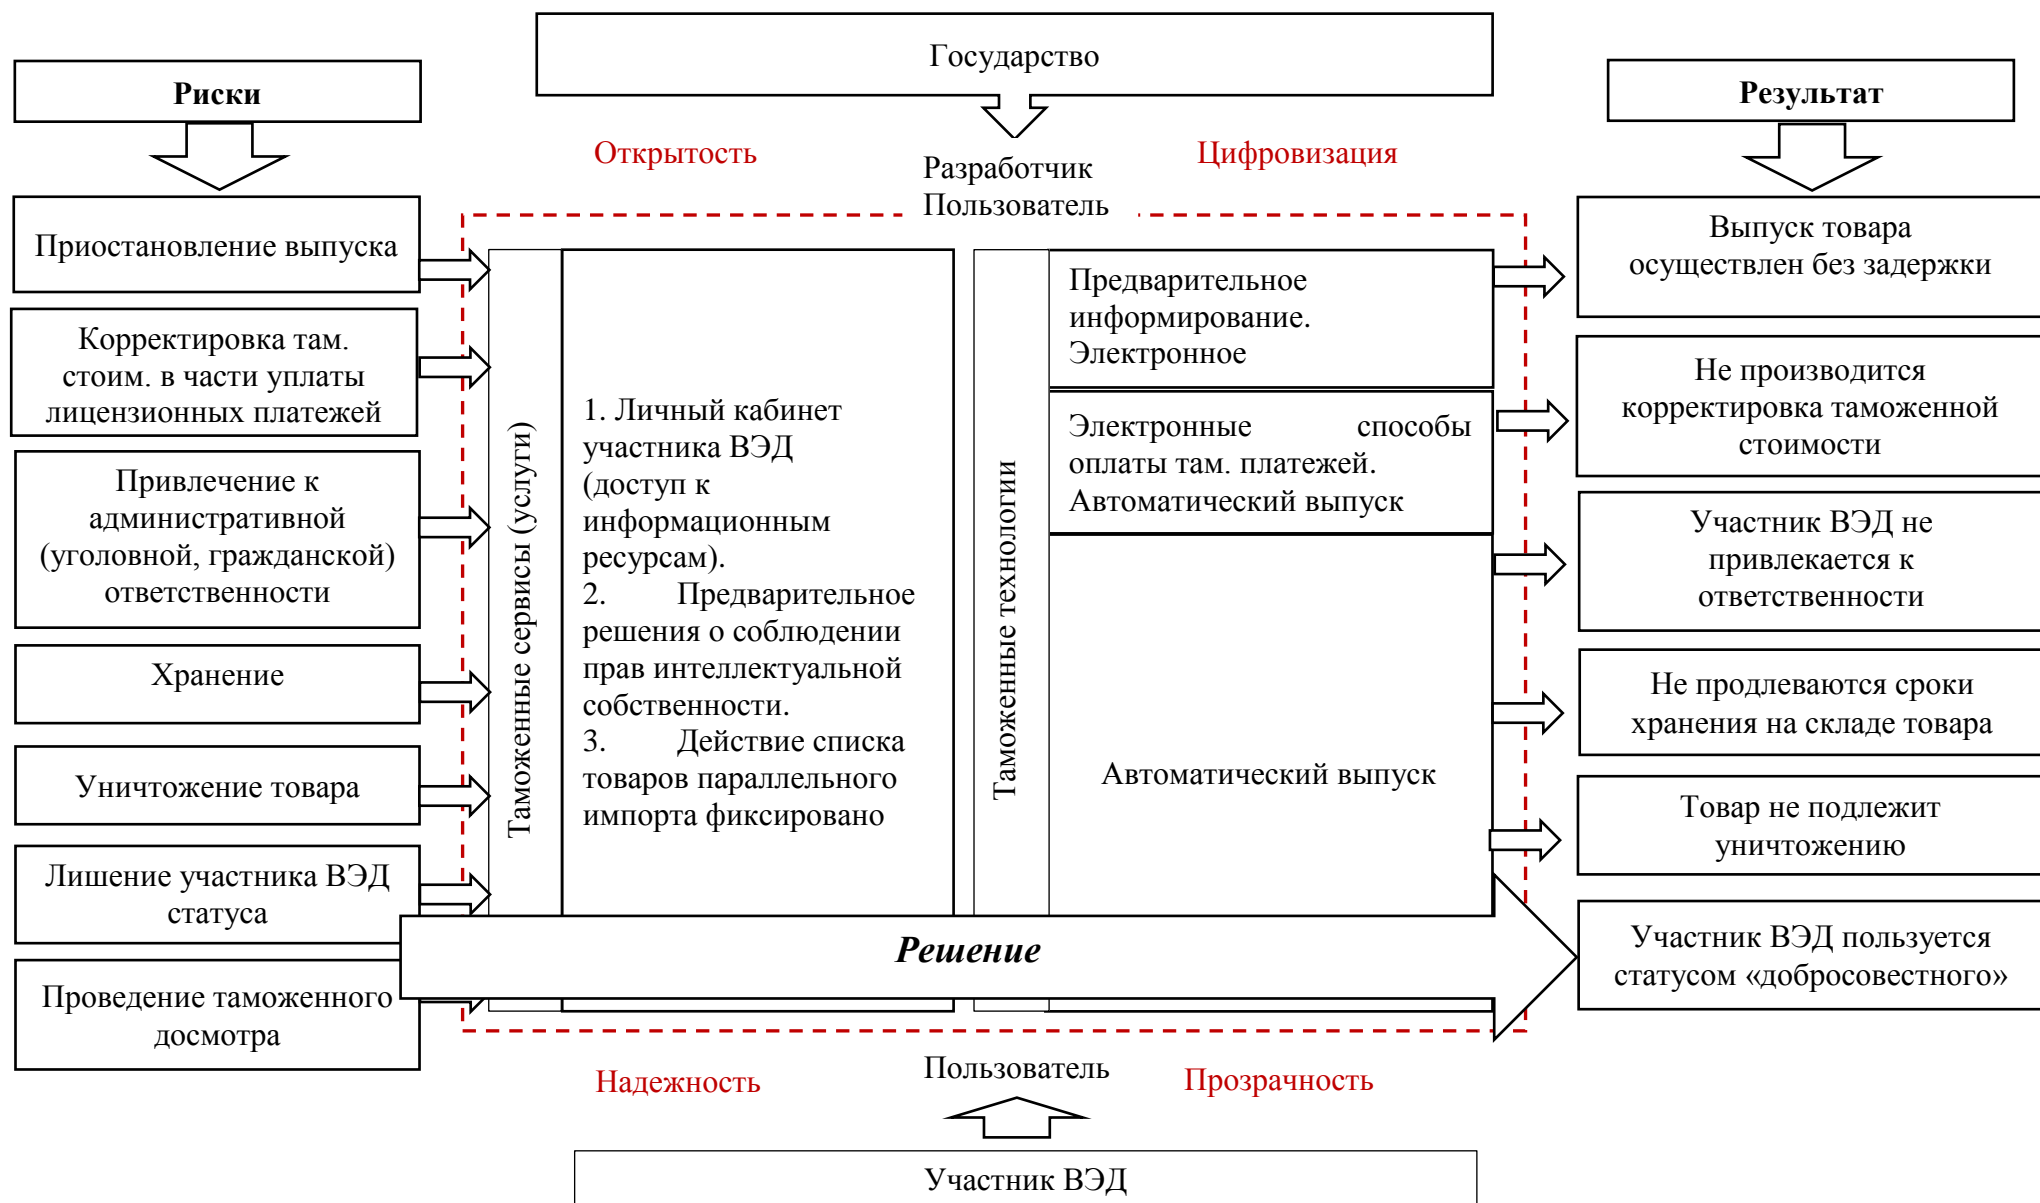 Государство
Риски
Результат
Открытость
Цифровизация
Разработчик
Пользователь
Приостановление выпуска
Корректировка там.
стоим. в части уплаты
лицензионных платежей
Привлечение к
административной
(уголовной, гражданской)
ответственности
Хранение
Уничтожение товара
Лишение участника ВЭД
статуса
Проведение таможенного
досмотра
Таможенные сервисы (услуги)
1. Личный кабинет
участника ВЭД
(доступ к
информационным
ресурсам).
2. Предварительное
решения о соблюдении
прав интеллектуальной
собственности.
3. Действие списка
товаров параллельного
импорта фиксировано
Таможенные технологии
Предварительное
информирование.
Электронное
Электронные способы
оплаты там. платежей.
Автоматический выпуск
Автоматический выпуск
Решение
Выпуск товара
осуществлен без задержки
Не производится
корректировка таможенной
стоимости
Участник ВЭД не
привлекается к
ответственности
Не продлеваются сроки
хранения на складе товара
Товар не подлежит
уничтожению
Участник ВЭД пользуется
статусом «добросовестного»
Надежность
Пользователь
Прозрачность
Участник ВЭД